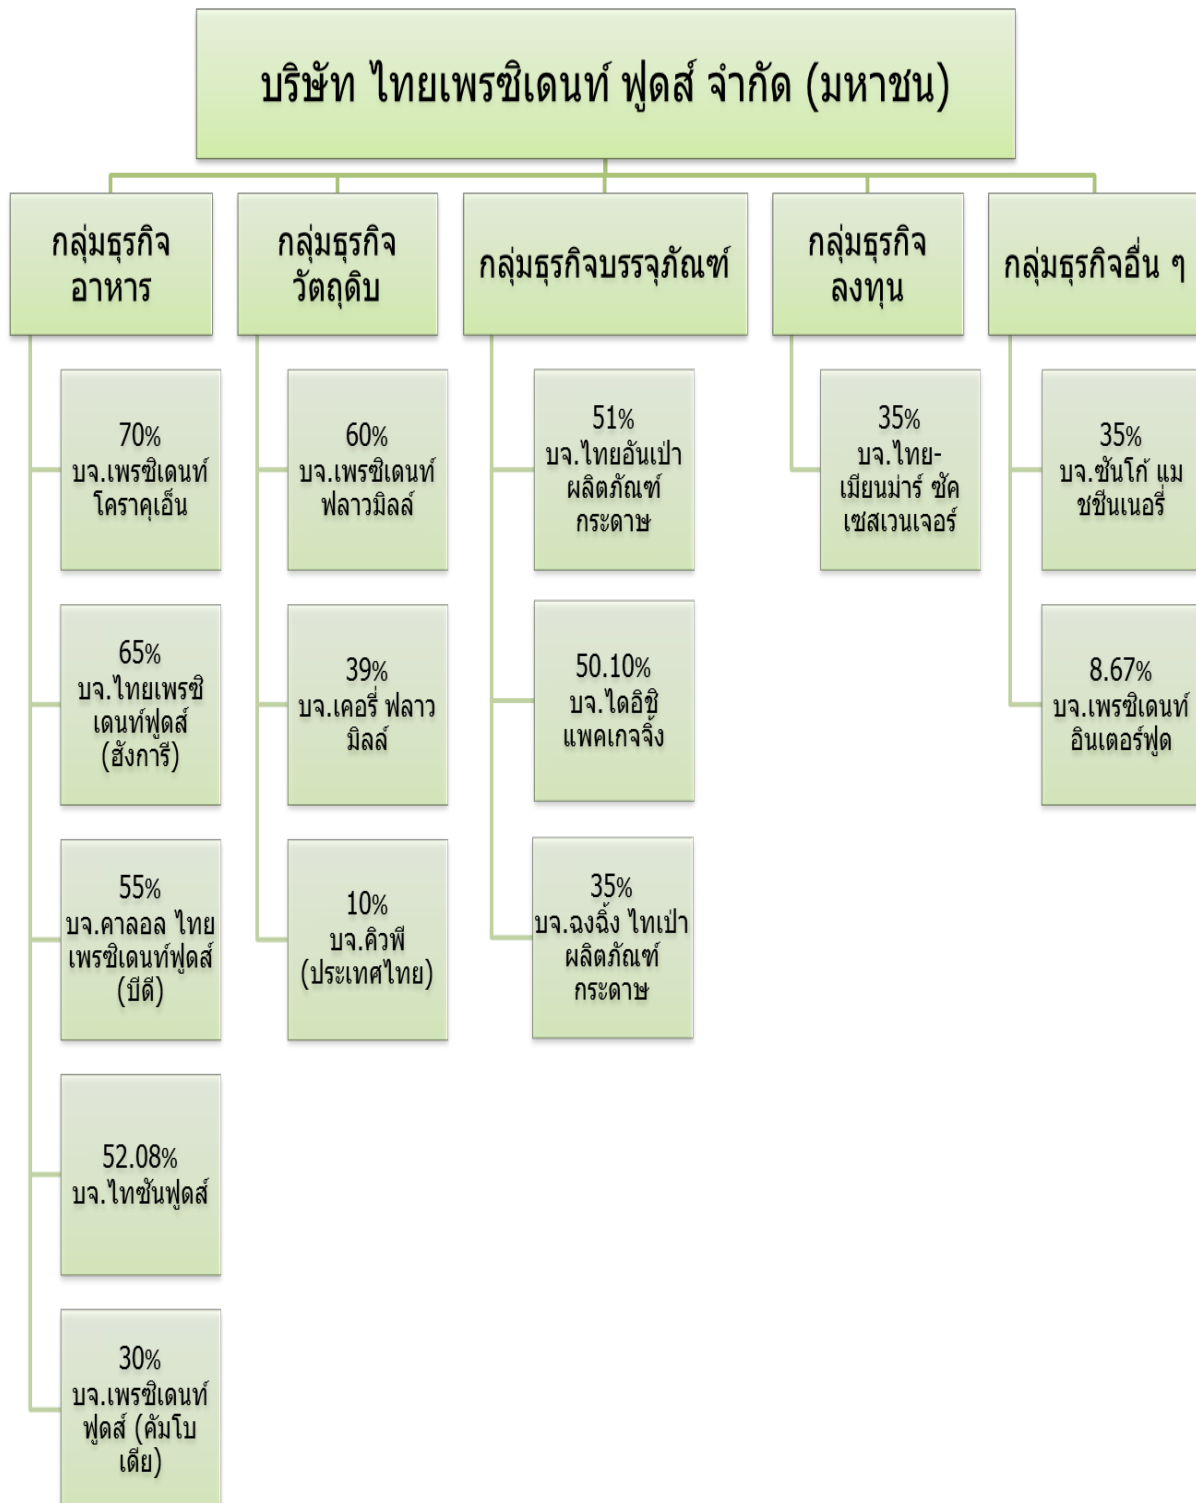 บริษัท ไทยเพรซิเดนท์ ฟูดส์ จำกัด (มหาชน)
กลุ่มธุรกิจ
อาหาร
70%
บจ.เพรซิเดนท์
โคราคุเอ็น
65%
บจ.ไทยเพรซิ
เดนท์ฟูดส์
(ฮังการี)
55%
บจ.คาลอล ไทย
เพรซิเดนท์ฟูดส์
(บีดี)
52.08%
บจ.ไทซันฟูดส์
30%
บจ.เพรซิเดนท์
ฟูดส์ (คัมโบ
เดีย)
กลุ่มธุรกิจ
วัตถุดิบ
60%
บจ.เพรซิเดนท์
ฟลาวมิลล์
39%
บจ.เคอรี่ ฟลาว
มิลล์
10%
บจ.คิวพี
(ประเทศไทย)
กลุ่มธุรกิจบรรจุภัณฑ์
51%
บจ.ไทยอันเป่า
ผลิตภัณฑ์
กระดาษ
50.10%
บจ.ไดอิชิ
แพคเกจจิ้ง
35%
บจ.ฉงฉิ้ง ไทเป่า
ผลิตภัณฑ์
กระดาษ
กลุ่มธุรกิจ
ลงทุน
35%
บจ.ไทย-
เมียนม่าร์ ซัค
เซสเวนเจอร์
กลุ่มธุรกิจอื่น ๆ
35%
บจ.ซันโก้ แม
ชชีนเนอรี่
8.67%
บจ.เพรซิเดนท์
อินเตอร์ฟูด